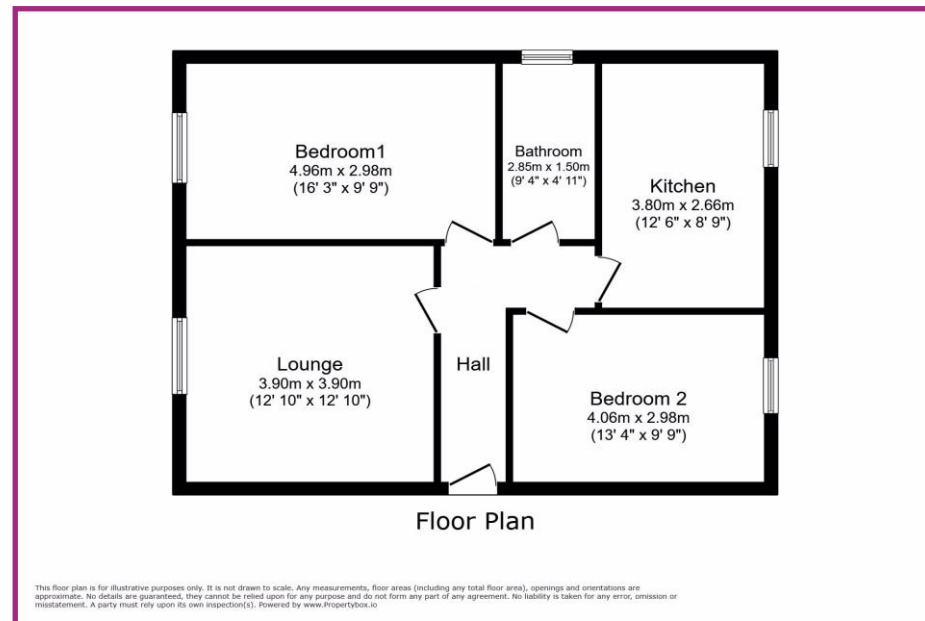 Bedroom1
4.96m x 2.98m
(16' 3" x 9' 9")
Bathroom
2.85m x 1.50m
(9' 4" x 4' 11")
Kitchen
3.80m x 2.66m
(12' 6" x 8' 9")
Lounge
3.90m x 3.90m
(12' 10" x 12' 10")
Hall
Bedroom 2
4.06m x 2.98m
(13' 4" x 9' 9")
Floor Plan
This floor plan is for illustrative purposes only. It is not drawn to scale. Any measurements, floor areas (including any total floor area), openings and orientations are
approximate. No details are guaranteed, they cannot be relied upon for any purpose and do not form any part of any agreement. No liability is taken for any error, omission or
misstatement. A party must rely upon its own inspection(s). Powered by www.Propertybox.io